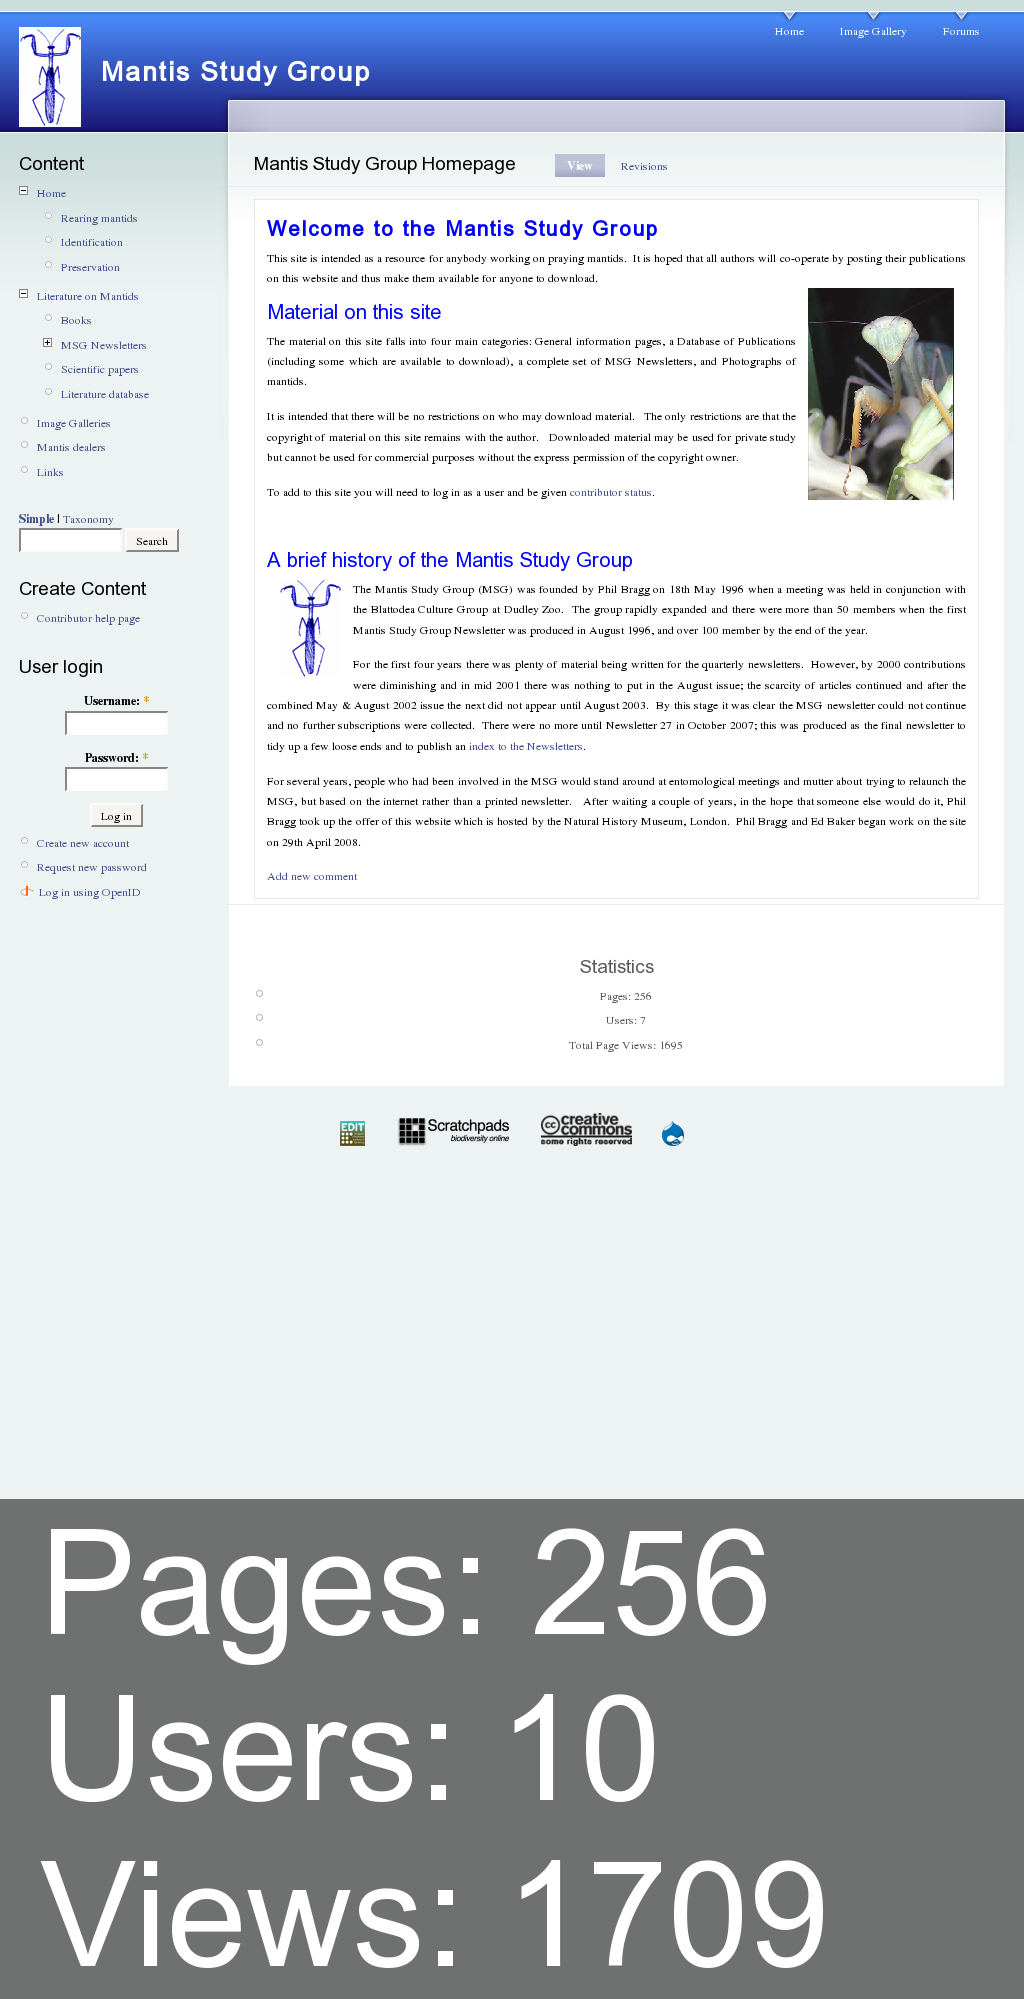 Home
Image Gallery
Forums
Mantis Study Group
Content
Home
Rearing mantids
Identification
Preservation
Literature on Mantids
Books
MSG Newsletters
Scientific papers
Literature database
Image Galleries
Mantis dealers
Links
Simple | Taxonomy
Search
Create Content
Contributor help page
User login
Username: *
Password: *
Log in
Create new account
Request new password
Log in using OpenID
Mantis Study Group Homepage
View
Revisions
Welcome to the Mantis Study Group
This site is intended as a resource for anybody working on praying mantids. It is hoped that all authors will co-operate by posting their publications
on this website and thus make them available for anyone to download.
Material on this site
The material on this site falls into four main categories: General information pages, a Database of Publications
(including some which are available to download), a complete set of MSG Newsletters, and Photographs of
mantids.
It is intended that there will be no restrictions on who may download material. The only restrictions are that the
copyright of material on this site remains with the author. Downloaded material may be used for private study
but cannot be used for commercial purposes without the express permission of the copyright owner.
To add to this site you will need to log in as a user and be given contributor status.
A brief history of the Mantis Study Group
The Mantis Study Group (MSG) was founded by Phil Bragg on 18th May 1996 when a meeting was held in conjunction with
the Blattodea Culture Group at Dudley Zoo. The group rapidly expanded and there were more than 50 members when the first
Mantis Study Group Newsletter was produced in August 1996, and over 100 member by the end of the year.
For the first four years there was plenty of material being written for the quarterly newsletters. However, by 2000 contributions
were diminishing and in mid 2001 there was nothing to put in the August issue; the scarcity of articles continued and after the
combined May & August 2002 issue the next did not appear until August 2003. By this stage it was clear the MSG newsletter could not continue
and no further subscriptions were collected. There were no more until Newsletter 27 in October 2007; this was produced as the final newsletter to
tidy up a few loose ends and to publish an index to the Newsletters.
For several years, people who had been involved in the MSG would stand around at entomological meetings and mutter about trying to relaunch the
MSG, but based on the internet rather than a printed newsletter. After waiting a couple of years, in the hope that someone else would do it, Phil
Bragg took up the offer of this website which is hosted by the Natural History Museum, London. Phil Bragg and Ed Baker began work on the site
on 29th April 2008.
Add new comment
Statistics
Pages: 256
Users: 7
Total Page Views: 1695
EDIT
Scratchpads
biodiversity online
cc creative
commons
some rights reserved
Pages: 256
Users: 10
Views: 1709